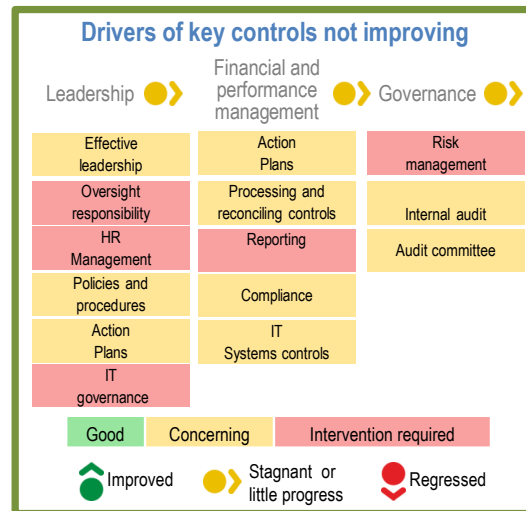 Drivers of key controls not improving
Leadership
Financial and
performance
management
Governance
Effective
leadership
Oversight
responsibility
HR
Management
Policies and
procedures
Action
Plans
IT
governance
Action
Plans
Processing and
reconciling controls
Reporting
Compliance
IT
Systems controls
Risk
management
Internal audit
Audit committee
Good
Concerning
Intervention required
Improved
Stagnant or
little progress
Regressed